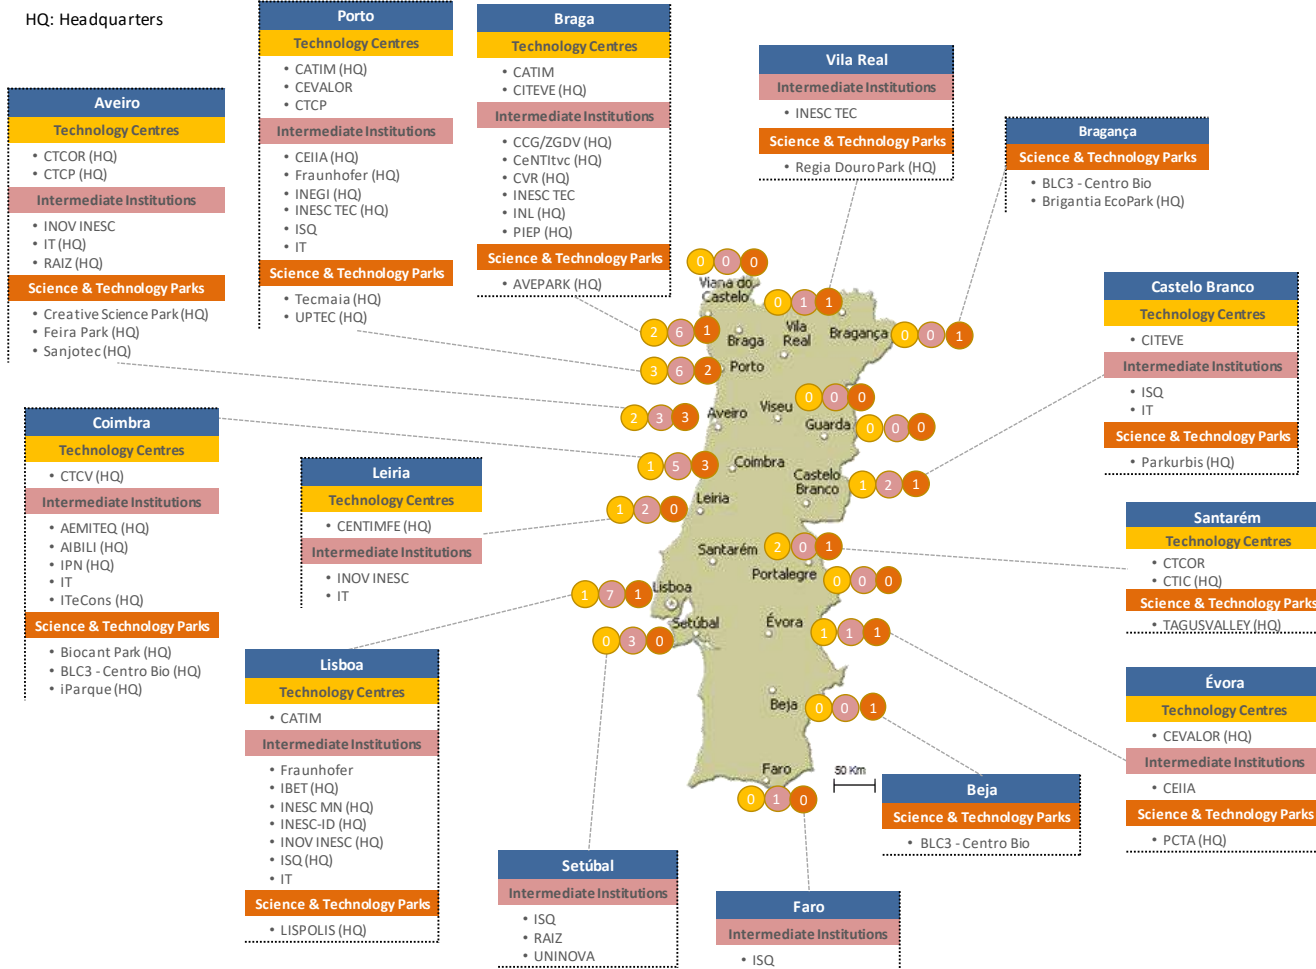 HQ: Headquarters
Porto
Technology Centres
• CATIM (HQ)
• CEVALOR
• CTCP
Intermediate Institutions
• CEIIA (HQ)
• Fraunhofer (HQ)
• INEGI (HQ)
• INESC TEC (HQ)
• ISQ
• IT
Science & Technology Parks
• Tecmaia (HQ)
• UPTEC (HQ)
Braga
Technology Centres
• CATIM
• CITEVE (HQ)
Intermediate Institutions
• CCG/ZGDV (HQ)
• CeNTItvc (HQ)
• CVR (HQ)
• INESC TEC
• INL (HQ)
• PIEP (HQ)
Science & Technology Parks
• AVEPARK (HQ)
Vila Real
Intermediate Institutions
• INESC TEC
Science & Technology Parks
• Regia Douro Park (HQ)
Bragança
Science & Technology Parks
• BLC3 - Centro Bio
• Brigantia EcoPark (HQ)
Aveiro
Technology Centres
• CTCOR (HQ)
• CTCP (HQ)
Intermediate Institutions
• INOV INESC
• IT (HQ)
• RAIZ (HQ)
Science & Technology Parks
• Creative Science Park (HQ)
• Feira Park (HQ)
• Sanjotec (HQ)
Castelo Branco
Technology Centres
• CITEVE
Intermediate Institutions
• ISQ
• IT
Science & Technology Parks
• Parkurbis (HQ)
Coimbra
Technology Centres
• CTCV (HQ)
Intermediate Institutions
• AEMITEQ (HQ)
• AIBILI (HQ)
• IPN (HQ)
• IT
• ITeCons (HQ)
Science & Technology Parks
• Biocant Park (HQ)
• BLC3 - Centro Bio (HQ)
• iParque (HQ)
Leiria
Technology Centres
• CENTIMFE (HQ)
Intermediate Institutions
• INOV INESC
• IT
Santarém
Technology Centres
• CTCOR
• CTIC (HQ)
Science & Technology Parks
• TAGUSVALLEY (HQ)
Lisboa
Technology Centres
• CATIM
Intermediate Institutions
• Fraunhofer
• IBET (HQ)
• INESC MN (HQ)
• INESC-ID (HQ)
• INOV INESC (HQ)
• ISQ (HQ)
• IT
Science & Technology Parks
• LISPOLIS (HQ)
Évora
Technology Centres
• CEVALOR (HQ)
Intermediate Institutions
• CEIIA
Science & Technology Parks
• PCTA (HQ)
Beja
Science & Technology Parks
• BLC3 - Centro Bio
Setúbal
Intermediate Institutions
• ISQ
• RAIZ
• UNINOVA
Faro
Intermediate Institutions
• ISQ
0 0 0
Viana do
Castelo
0 1 1
Vila
Real
Bragança
0 0 1
2 6 1
Braga
3 6 2
Porto
2 3 3
Aveiro
Viseu
0 0 0
Guarda
0 0 0
1 5 3
Coimbra
Castelo
Branco
1 2 1
1 2 0
Leiria
Santarém
2 0 1
Portalegre
0 0 0
1 7 1
Lisboa
0 3 0
Setúbal
Évora
1 1 1
Beja
0 0 1
Faro
0 1 0
50 Km